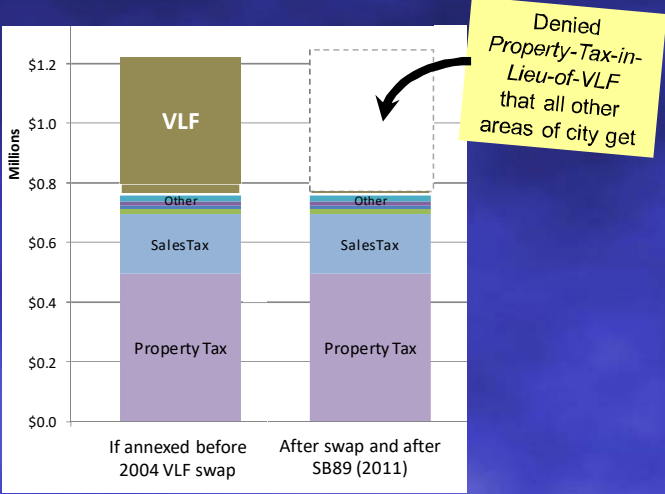 Denied
Property-Tax-in-
Lieu-of-VLF
that all other
areas of city get
Millions
$1.2
$1.0
$0.8
$0.6
$0.4
$0.2
$0.0
VLF
Other
SalesTax
Property Tax
Other
SalesTax
Property Tax
If annexed before
2004 VLF swap
After swap and after
SB89 (2011)